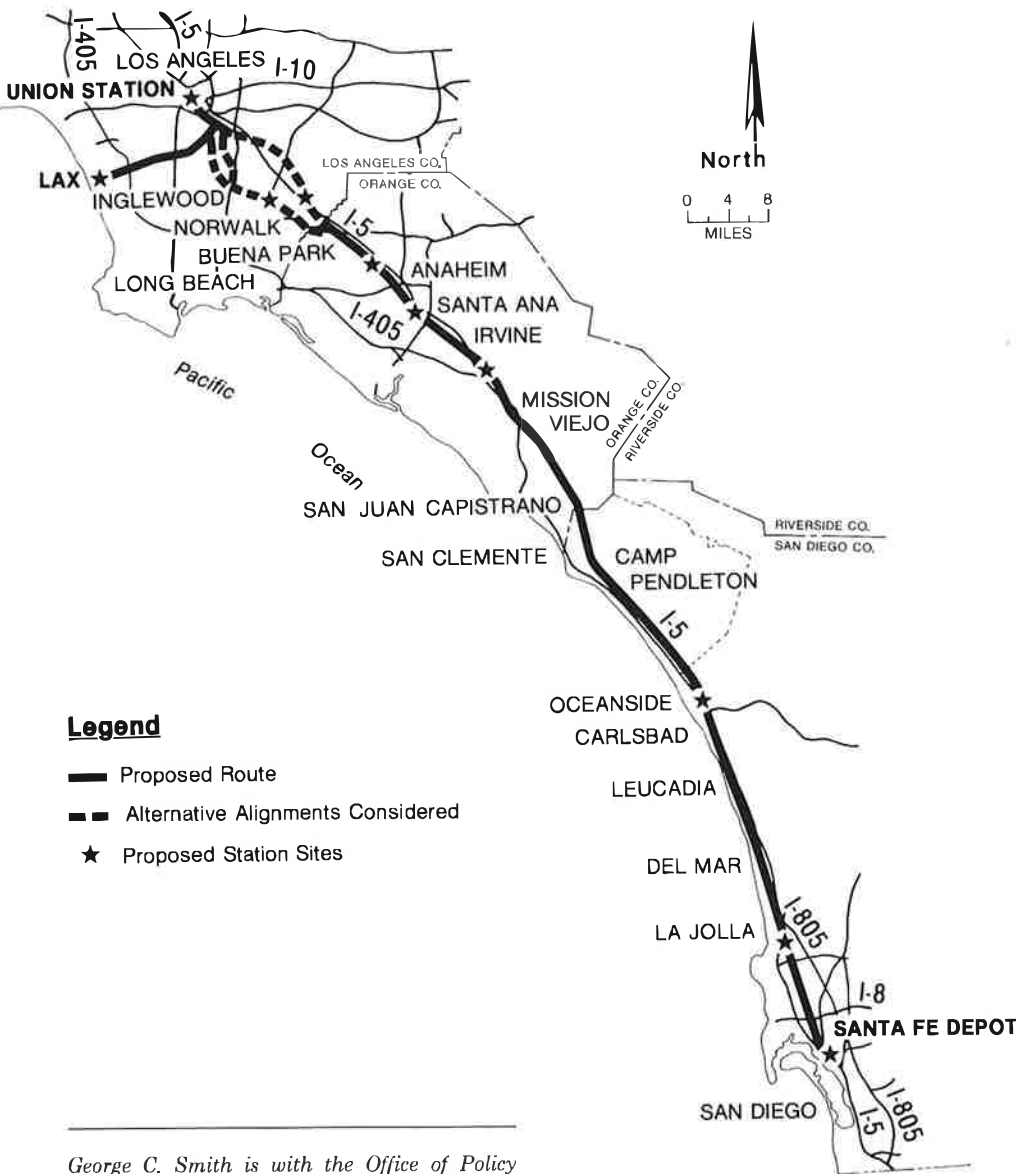 I-405
I-5
LOS ANGELES
I-10
UNION STATION
North
LOS ANGELES CO.
ORANGE CO.
LAX
INGLEWOOD
0 4 8
MILES
NORWALK
I-5
BUENA PARK
ANAHEIM
LONG BEACH
SANTA ANA
I-405
IRVINE
Pacific
MISSION
VIEJO
ORANGE CO.
RIVERSIDE CO.
Ocean
SAN JUAN CAPISTRANO
RIVERSIDE CO.
SAN DIEGO CO.
SAN CLEMENTE
CAMP
PENDLETON
I-5
OCEANSIDE
CARLSBAD
Legend
Proposed Route
LEUCADIA
Alternative Alignments Considered
Proposed Station Sites
DEL MAR
I-805
LA JOLLA
I-8
SANTA FE DEPOT
SAN DIEGO
I-5
I-805
George C. Smith is with the Office of Policy